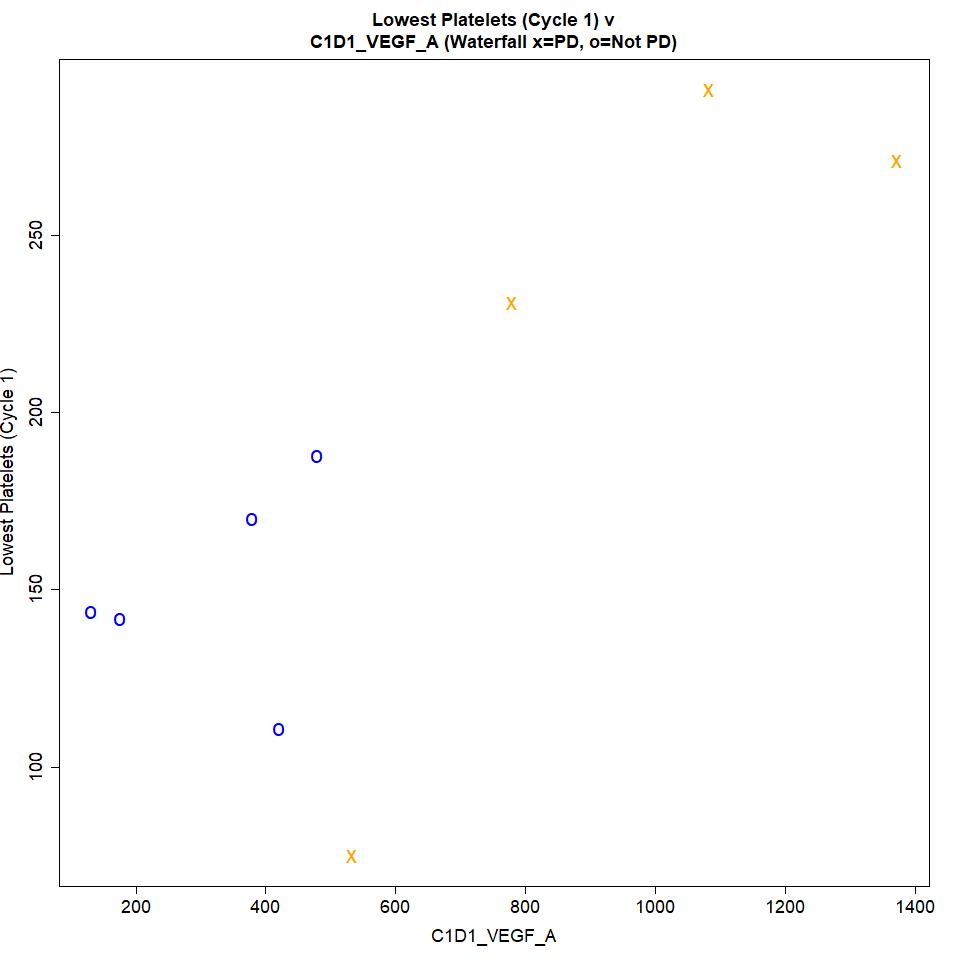 Lowest Platelets (Cycle 1) v
C1D1_VEGF_A (Waterfall x=PD, o=Not PD)
Lowest Platelets (Cycle 1)
250
200
150
100
X
X
X
O
O
O
O
O
X
200 400 600 800 1000 1200 1400
C1D1_VEGF_A